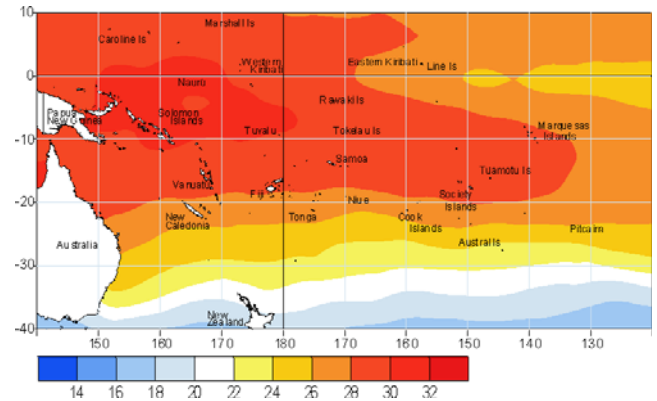 10
Marshall Is
Caroline Is
Western
Kiribati
Eastern Kiribati
Line Is
0
Nauru
Rawaki Is
Papua
New Guinea
Solomon
Islands
Tuvalu
Tokelau Is
Marquesas
Islands
-10
Samoa
Tuamotu Is
Vanuatu
Fiji
Niue
Society
Islands
-20
New
Caledonia
Tonga
Cook
Islands
Pitcairn
Australia
Austral Is
-30
New
Zealand
-40
150 160 170 180 170 160 150 140 130
14 16 18 20 22 24 26 28 30 32